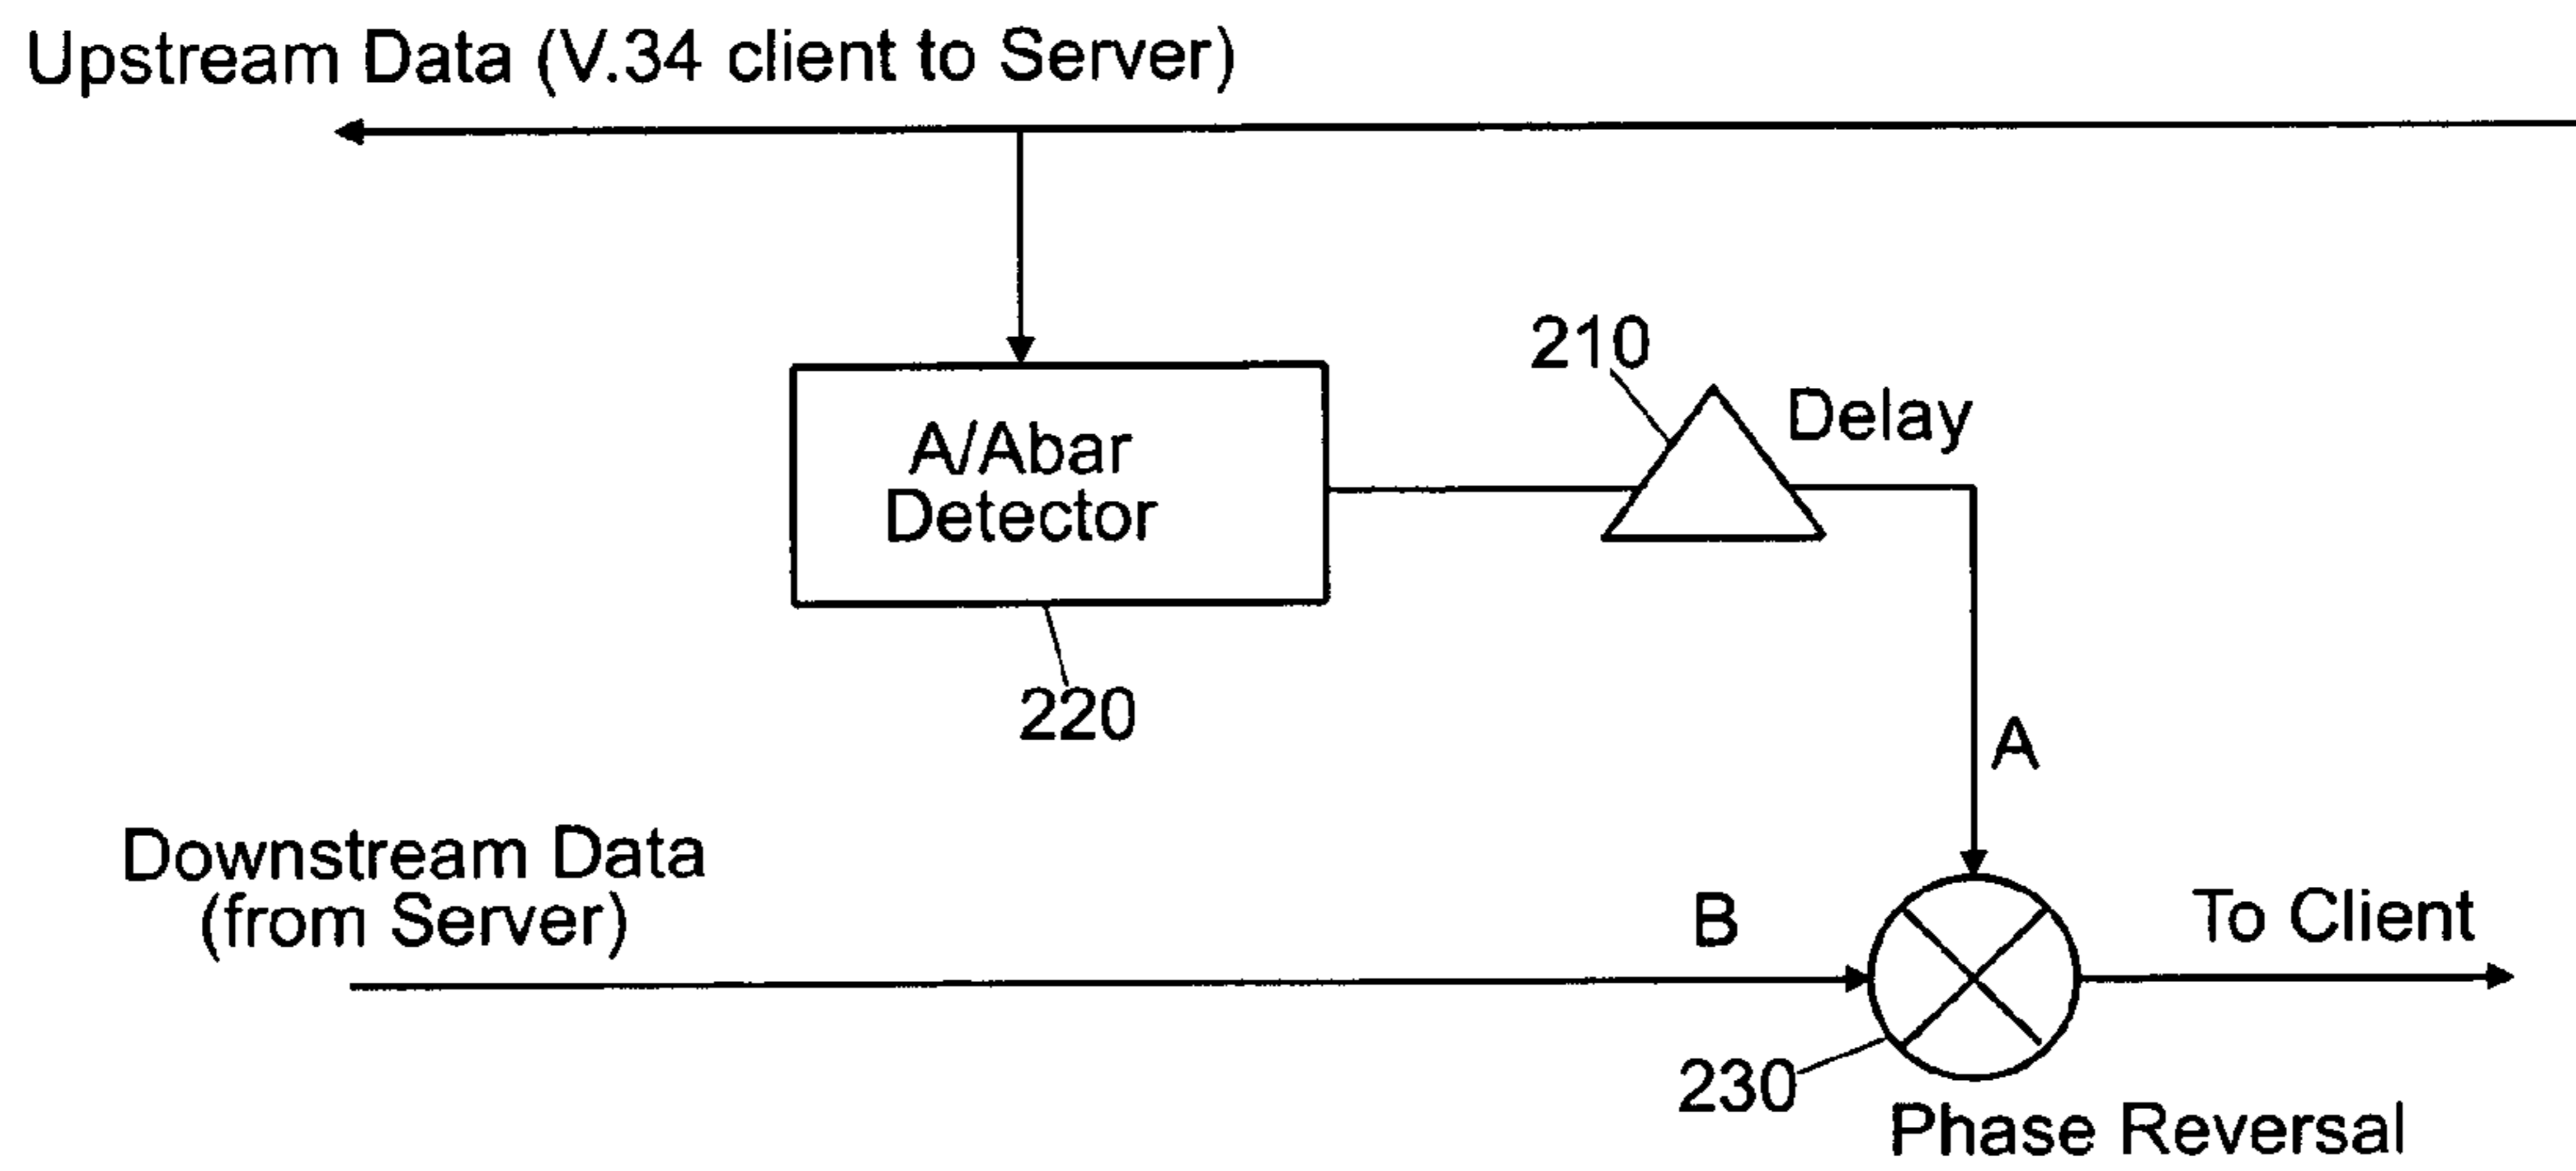 Upstream Data (V.34 client to Server)
210
Delay
A/Abar
Detector
220
A
Downstream Data
(from Server)
B
To Client
230
Phase Reversal